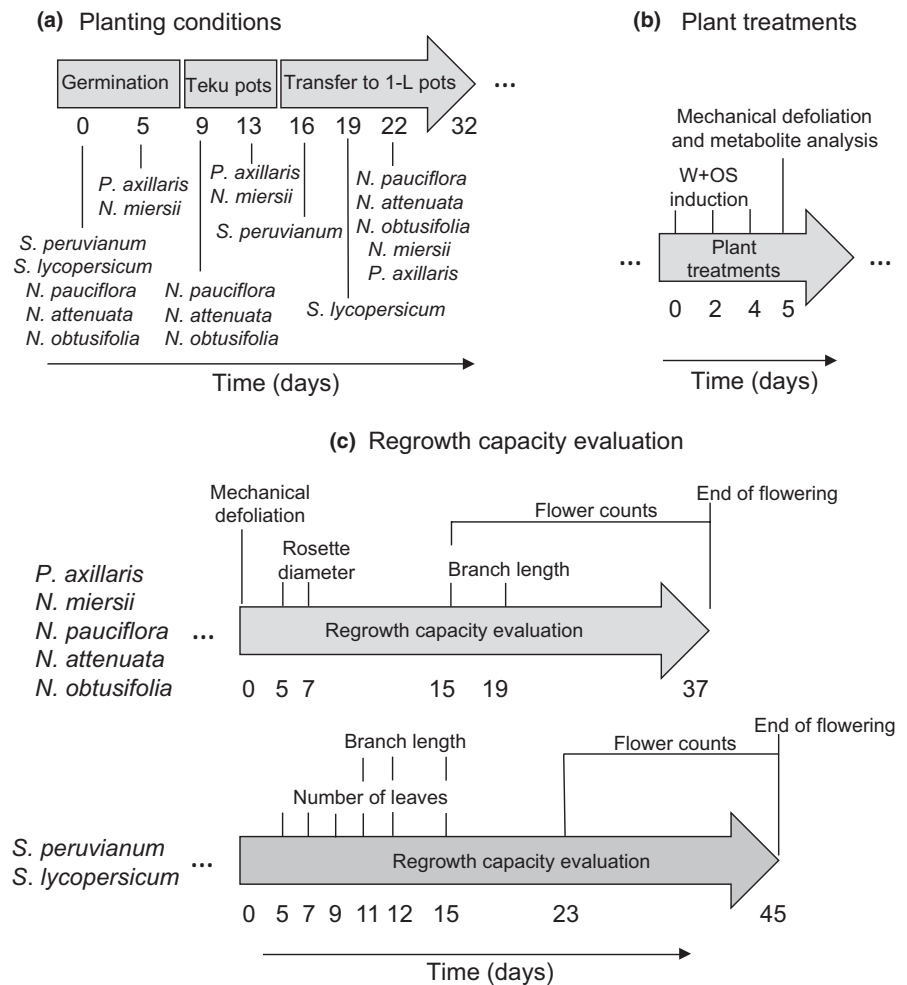 (a) Planting conditions
Germination Teku pots Transfer to 1-L pots ...
0 5 9 13 16 19 22 32
P. axillaris
N. miersii
P. axillaris
N. miersii
N. pauciflora
N. attenuata
N. obtusifolia
N. miersii
P. axillaris
S. peruvianum
S. peruvianum
S. lycopersicum
N. pauciflora
N. attenuata
N. obtusifolia
N. pauciflora
N. attenuata
N. obtusifolia
S. lycopersicum
Time (days)
(b) Plant treatments
Mechanical defoliation
and metabolite analysis
W+OS
induction
... Plant
treatments ...
0 2 4 5
Time (days)
(c) Regrowth capacity evaluation
Mechanical
defoliation
End of flowering
Flower counts
Rosette
diameter
Branch length
P. axillaris
N. miersii
N. pauciflora
N. attenuata
N. obtusifolia
... Regrowth capacity evaluation
0 5 7 15 19 37
End of flowering
Branch length
Flower counts
Number of leaves
S. peruvianum
S. lycopersicum
... Regrowth capacity evaluation
0 5 7 9 11 12 15 23 45
Time (days)